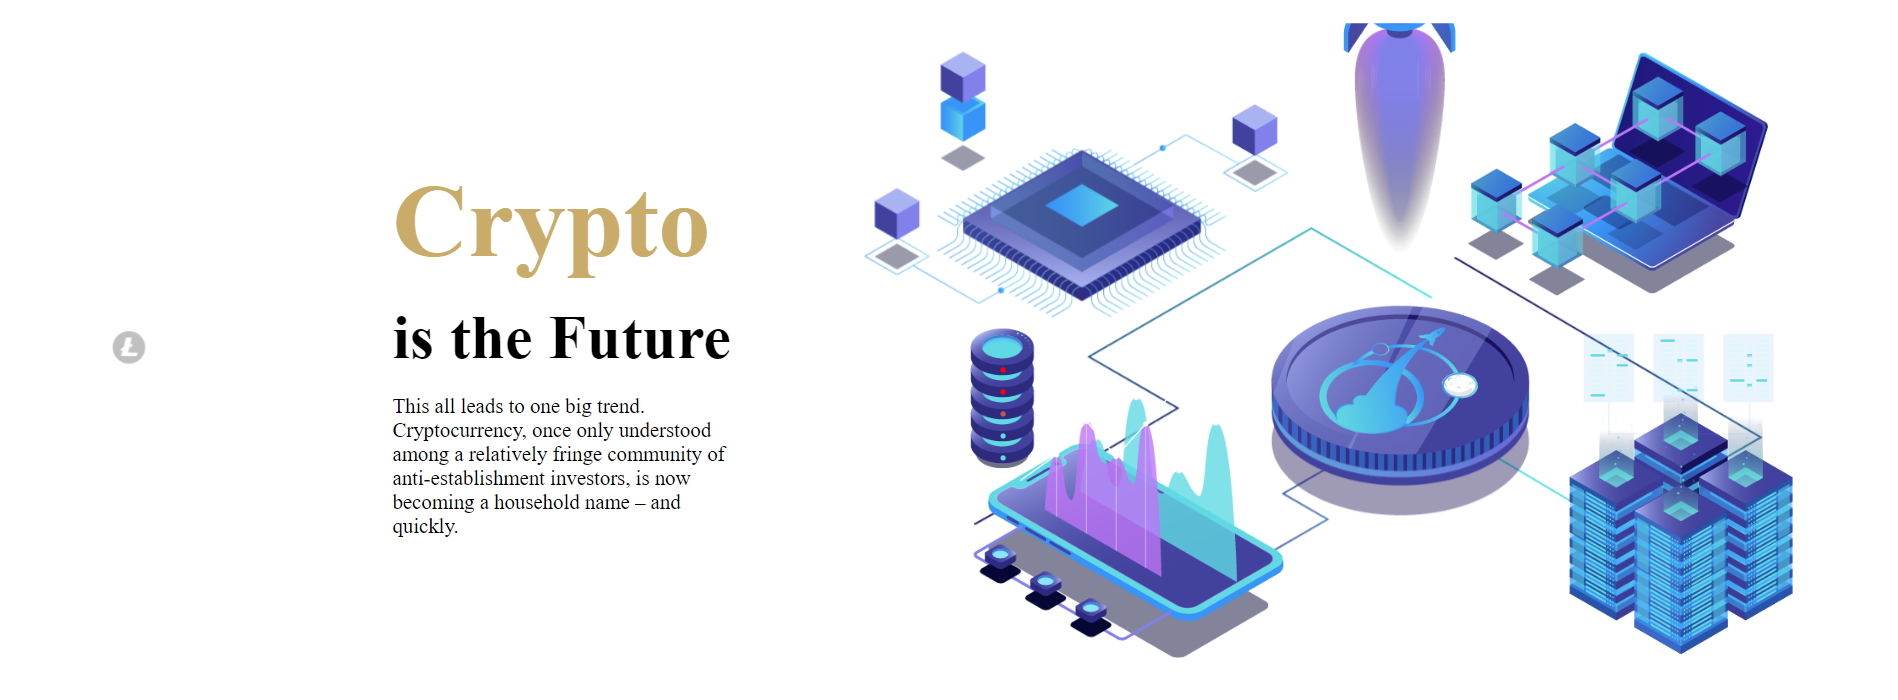 Crypto
is the Future
This all leads to one big trend.
Cryptocurrency, once only understood
among a relatively fringe community of
anti-establishment investors, is now
becoming a household name – and
quickly.